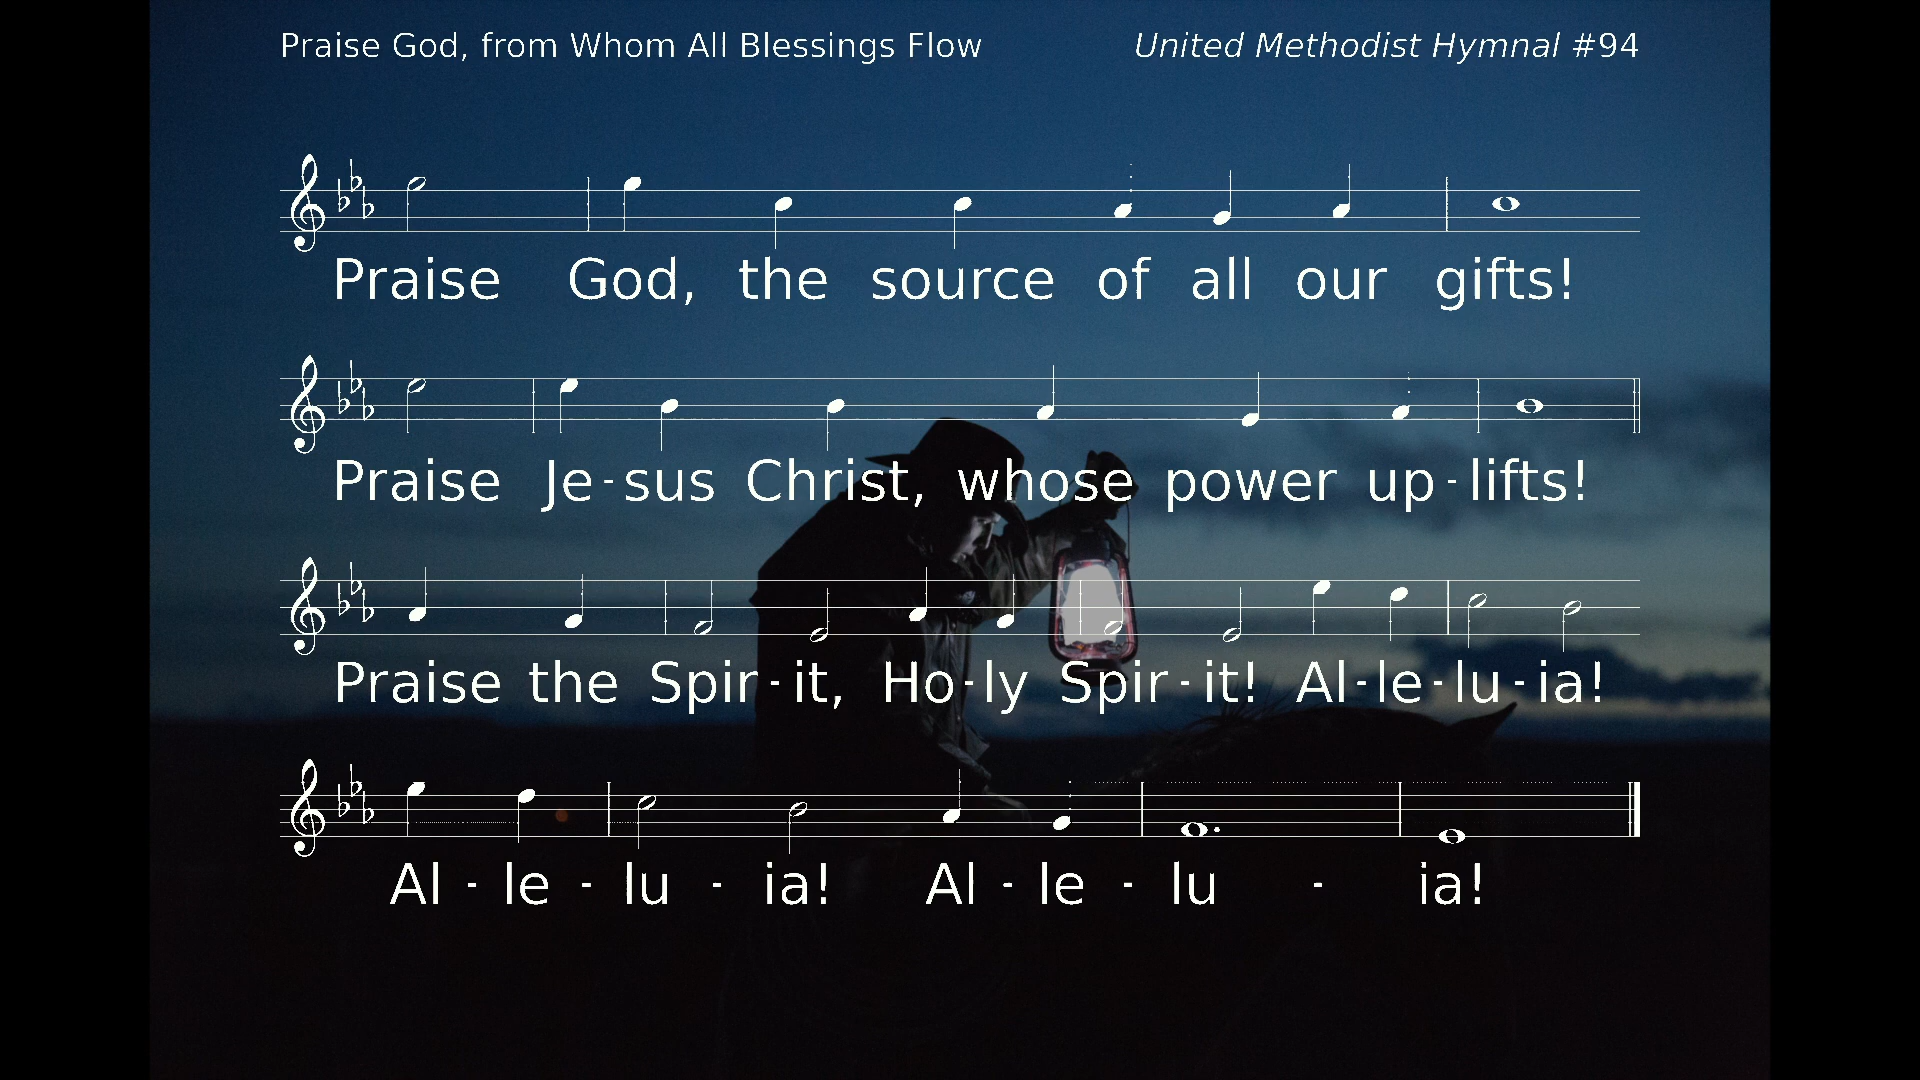 Praise God, from Whom All Blessings Flow
United Methodist Hymnal #94
Praise God, the source of all our gifts!
Praise Je-sus Christ, whose power up-lifts!
Praise the Spir-it, Ho-ly Spir-it! Al-le-lu-ia!
Al - le - lu - ia! Al - le - lu - ia!